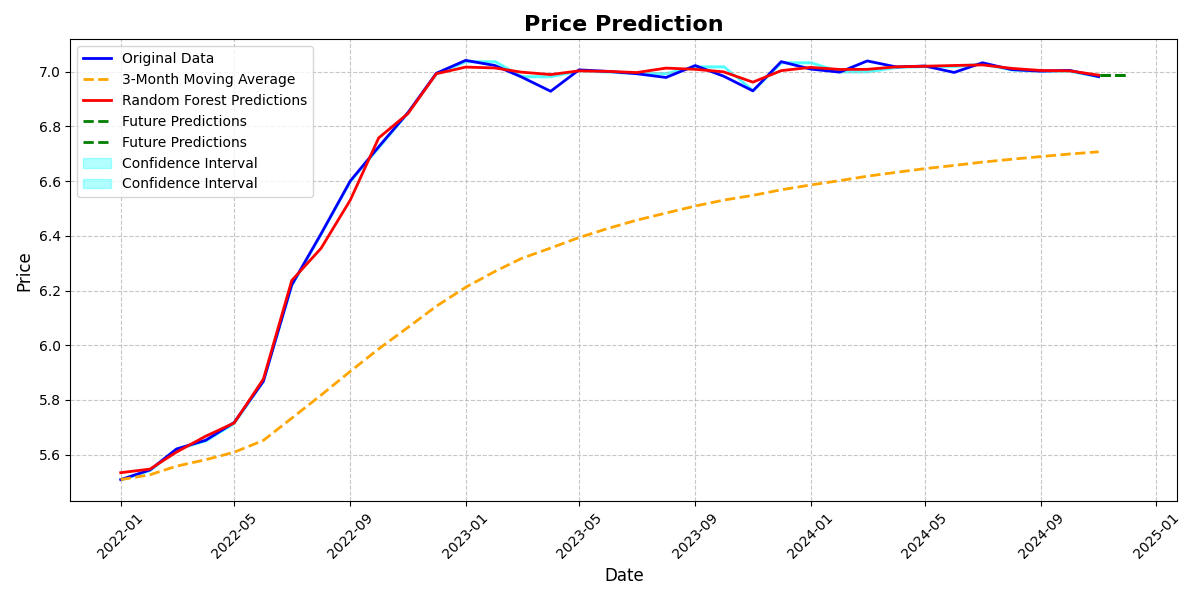 Price Prediction
Original Data
3-Month Moving Average
Random Forest Predictions
Future Predictions
Future Predictions
Confidence Interval
Confidence Interval
Price
7.0
6.8
6.6
6.4
6.2
6.0
5.8
5.6
2022-01
2022-05
2022-09
2023-01
2023-05
2023-09
2024-01
2024-05
2024-09
2025-01
Date